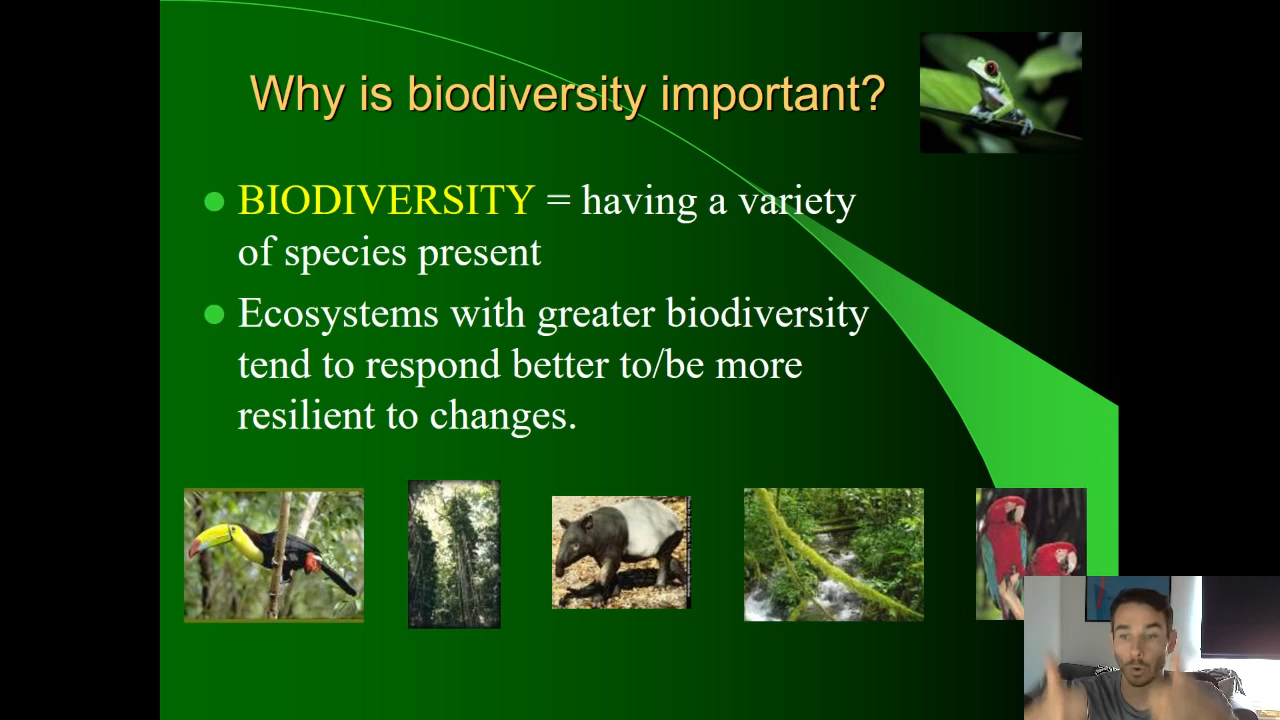 Why is biodiversity important?
BIODIVERSITY = having a variety
of species present
Ecosystems with greater biodiversity
tend to respond better to/be more
resilient to changes.